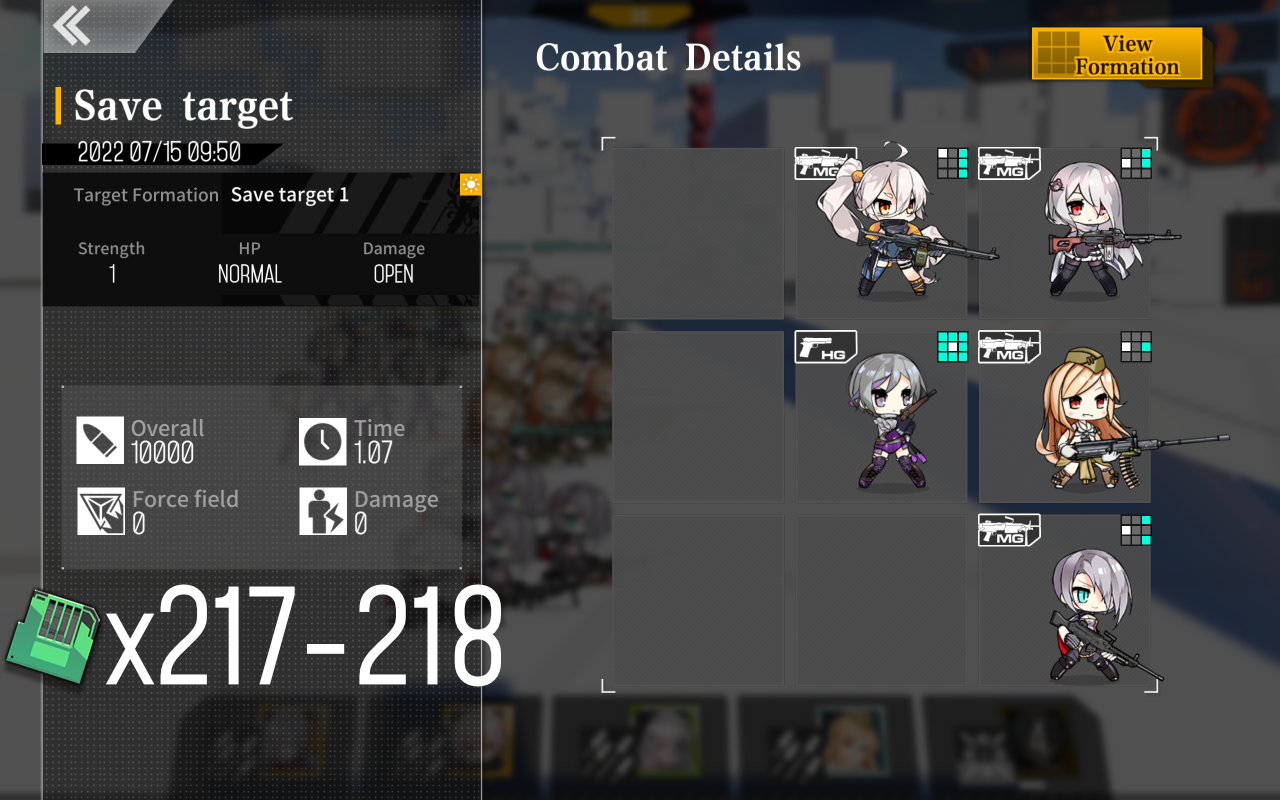 Combat Details
View
Formation
Save target
2022 07/15 09:50
Target Formation Save target 1
Strength HP Damage
1 NORMAL OPEN
MG
MG
HG
MG
MG
Overall
10000
Time
1.07
Force field
0
Damage
0
x217-218
4